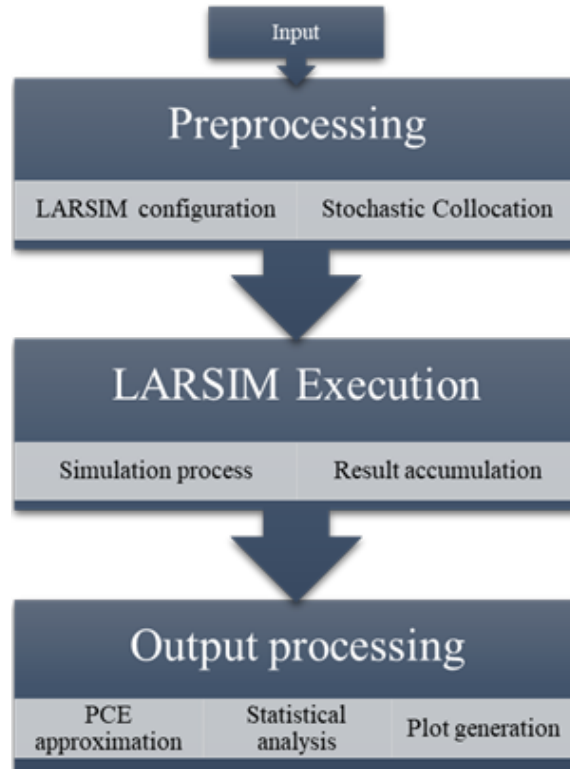 Input
Preprocessing
LARSIM configuration
Stochastic Collocation
LARSIM Execution
Simulation process
Result accumulation
Output processing
PCE
approximation
Statistical
analysis
Plot generation